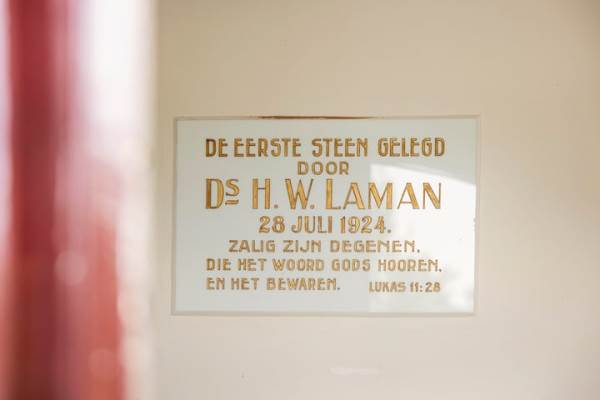 DE EERSTE STEEN GELEGD
DOOR
DS H. W. LAMAN
28 JULI 1924.
ZALIG ZIJN DEGENEN,
DIE HET WOORD GODS HOOREN,
EN HET BEWAREN. LUKAS 11:28